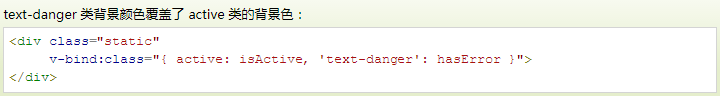 text-danger 类背景颜色覆盖了 active 类的背景色：
<div class="static"
v-bind:class="{ active: isActive, 'text-danger': hasError }">
</div>